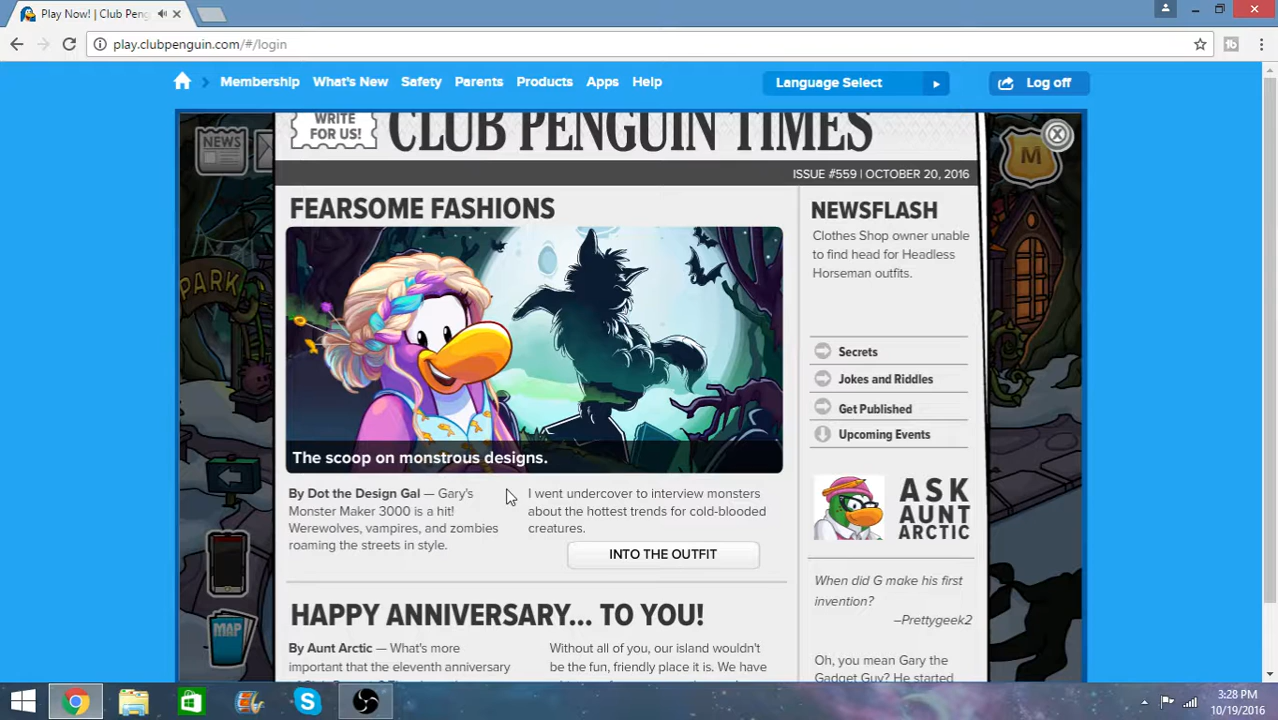 Play Now! | Club Peng
play.clubpenguin.com/#/login
Membership What's New Safety Parents Products Apps Help
Language Select
Log off
NEWS
WRITE
FOR US!
CLUB PENGUIN TIMES
M
ISSUE #559 | OCTOBER 20, 2016
FEARSOME FASHIONS
The scoop on monstrous designs.
By Dot the Design Gal — Gary's
Monster Maker 3000 is a hit!
Werewolves, vampires, and zombies
roaming the streets in style.
I went undercover to interview monsters
about the hottest trends for cold-blooded
creatures.
INTO THE OUTFIT
HAPPY ANNIVERSARY... TO YOU!
By Aunt Arctic — What's more
important that the eleventh anniversary
Without all of you, our island wouldn't
be the fun, friendly place it is. We have
NEWSFLASH
Clothes Shop owner unable
to find head for Headless
Horseman outfits.
Secrets
Jokes and Riddles
Get Published
Upcoming Events
ASK
AUNT
ARCTIC
When did G make his first
invention?
–Prettygeek2
Oh, you mean Gary the
Gadget Guy? He started
PARK
MAP
3:28 PM
10/19/2016